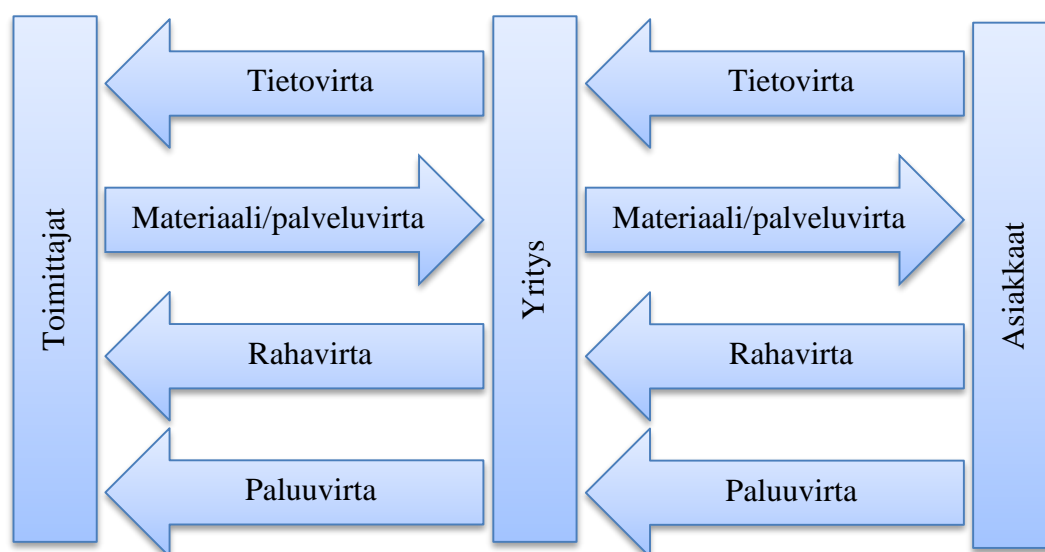 Toimittajat
Tietovirta
Materiaali/palveluvirta
Rahavirta
Paluuvirta
Yritys
Tietovirta
Materiaali/palveluvirta
Rahavirta
Paluuvirta
Asiakkaat